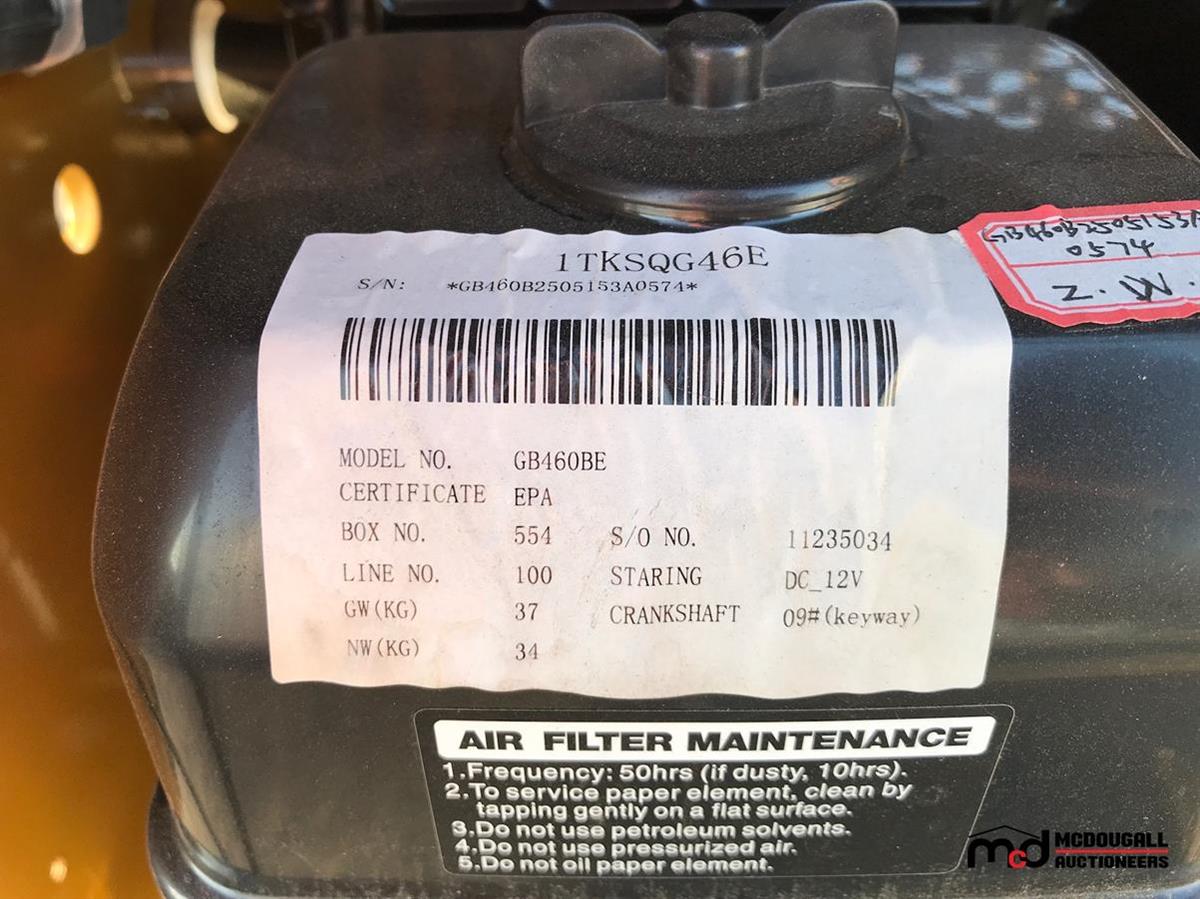 1TKSQG46E
S/N: *GB460B2505153A0574*
GB460B2505153A
0574
Z.W.
MODEL NO. GB460BE
CERTIFICATE EPA
BOX NO. 554 S/O NO. 11235034
LINE NO. 100 STARING DC_12V
GW(KG) 37 CRANKSHAFT 09#(keyway)
NW(KG) 34
AIR FILTER MAINTENANCE
1.Frequency: 50hrs (if dusty, 10hrs).
2.To service paper element, clean by
tapping gently on a flat surface.
3.Do not use petroleum solvents.
4.Do not use pressurized air.
5.Do not oil paper element.
mcd MCDOUGALL
AUCTIONEERS